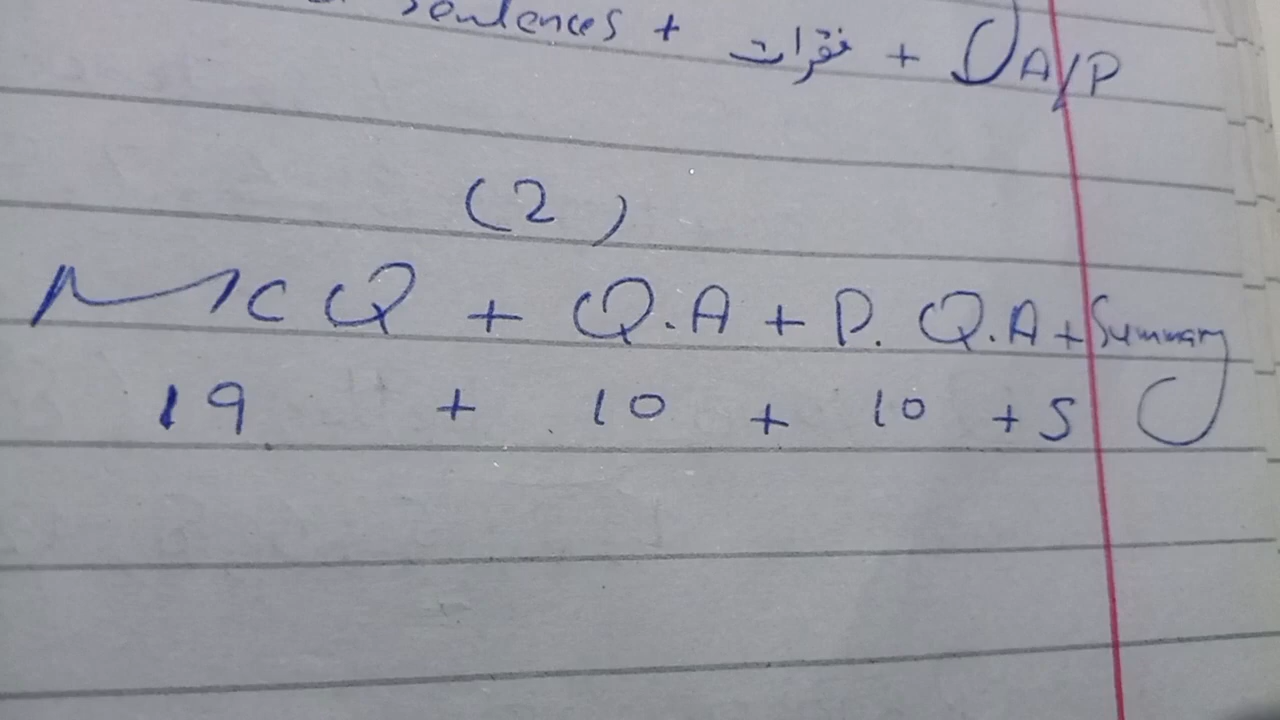 sentences + فقرات + A/P
(2)
MCQ + Q.A + P. Q.A + Summary
19 + 10 + 10 + 5